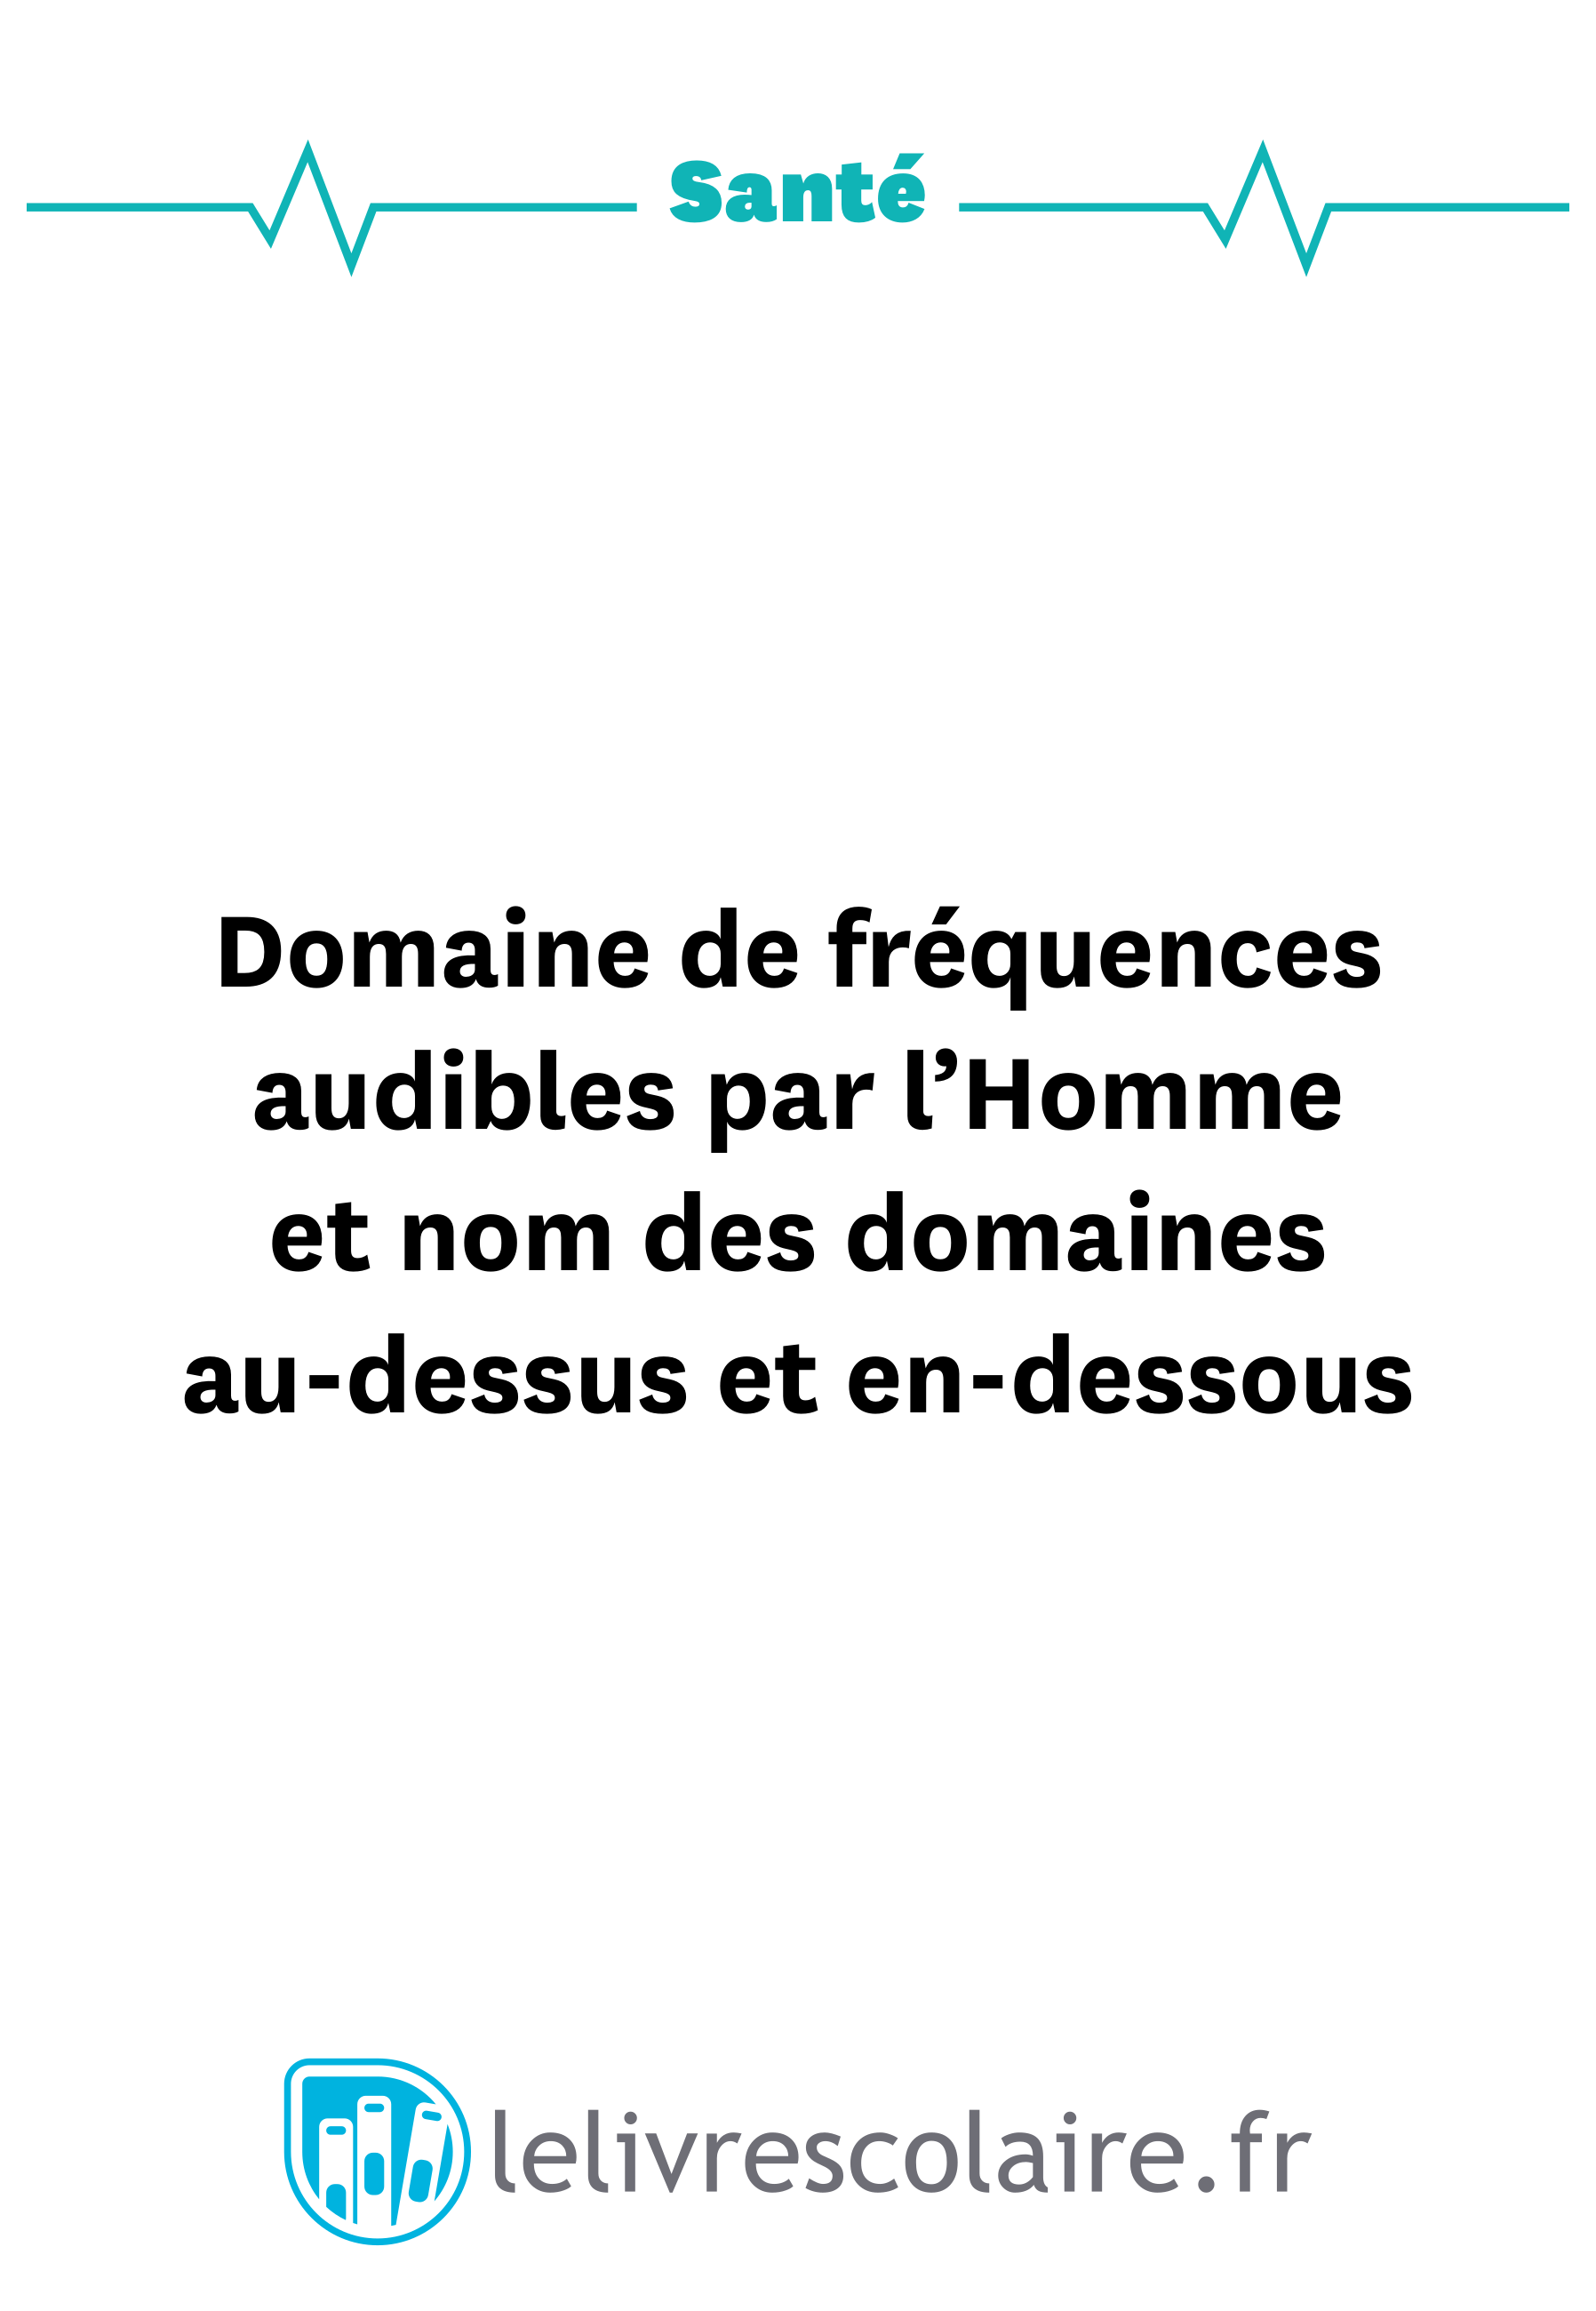 Santé
Domaine de fréquences
audibles par l’Homme
et nom des domaines
au-dessus et en-dessous
lelivrescolaire.fr